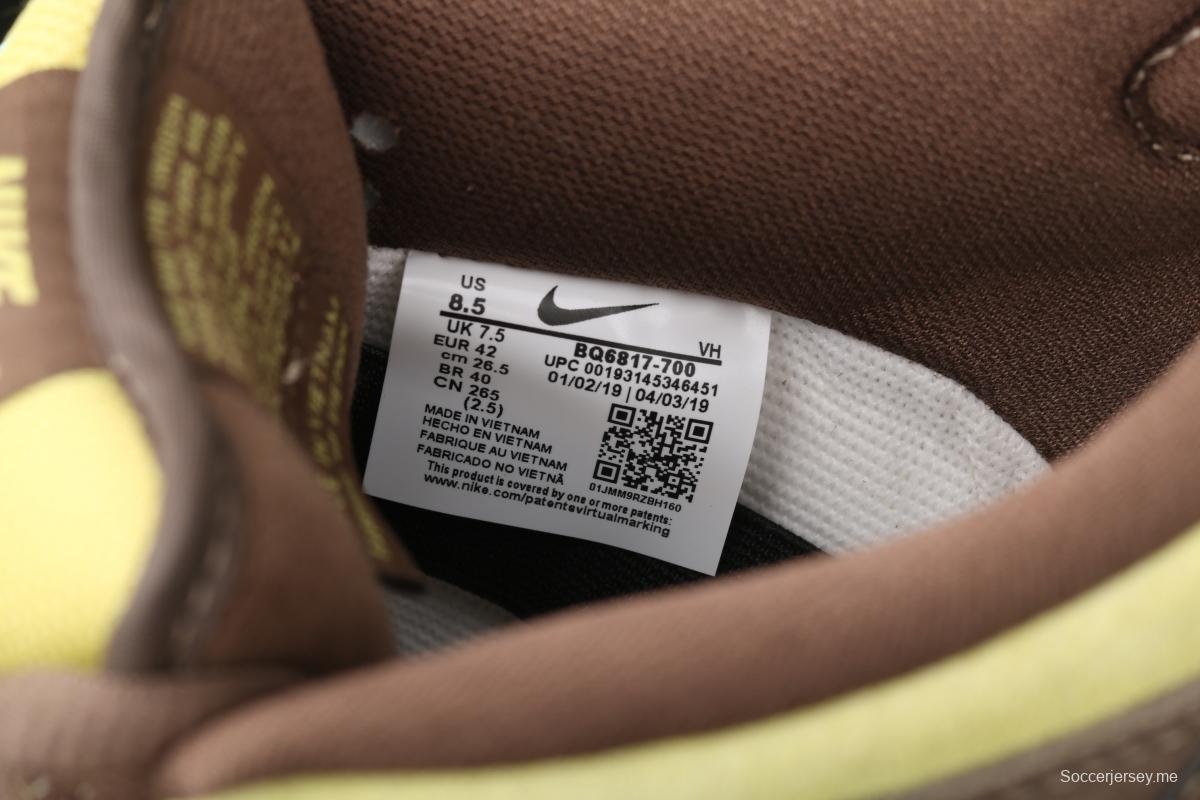 NIKE
US
8.5
UK 7.5
EUR 42
cm 26.5
BR 40
CN 265
(2.5)
VH
BQ6817-700
UPC 00193145346451
01/02/19 | 04/03/19
MADE IN VIETNAM
HECHO EN VIETNAM
FABRIQUE AU VIETNAM
FABRICADO NO VIETNÃ
01JMM9RZBH160
This product is covered by one or more patents:
www.nike.com/patentsvirtualmarking
Soccerjersey.me